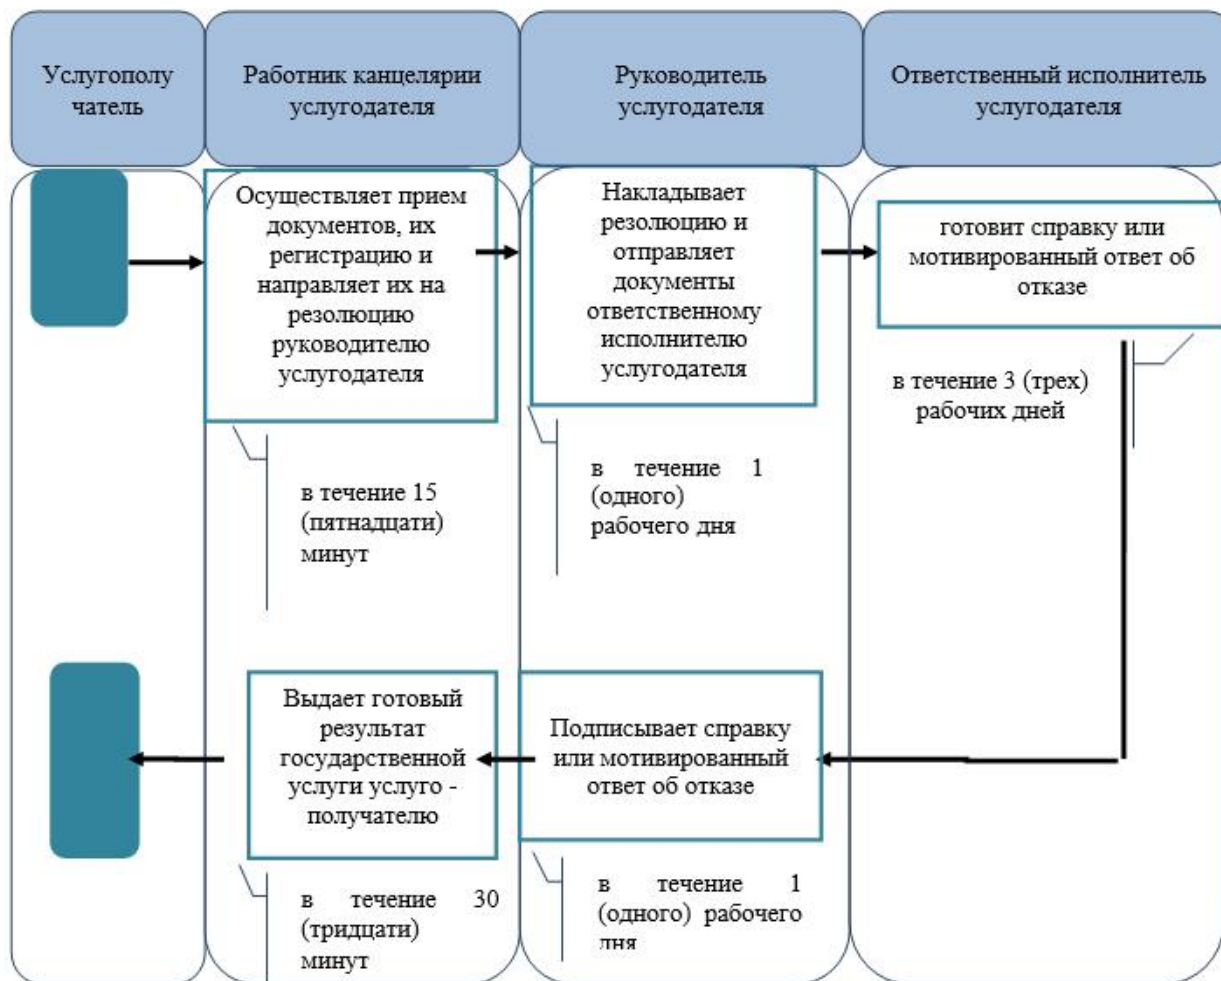 Услугополу
чатель
Работник канцелярии
услугодателя
Руководитель
услугодателя
Ответственный исполнитель
услугодателя
Осуществляет прием
документов, их
регистрацию и
направляет их на
резолюцию
руководителю
услугодателя
Накладывает
резолюцию и
отправляет
документы
ответственному
исполнителю
услугодателя
готовит справку или
мотивированный ответ об
отказе
в течение 15
(пятнадцати)
минут
в течение 1
(одного)
рабочего дня
в течение 3 (трех)
рабочих дней
Выдает готовый
результат
государственной
услуги услуго -
получателю
Подписывает справку
или мотивированный
ответ об отказе
в течение 30
(тридцати)
минут
в течение 1
(одного) рабочего
дня